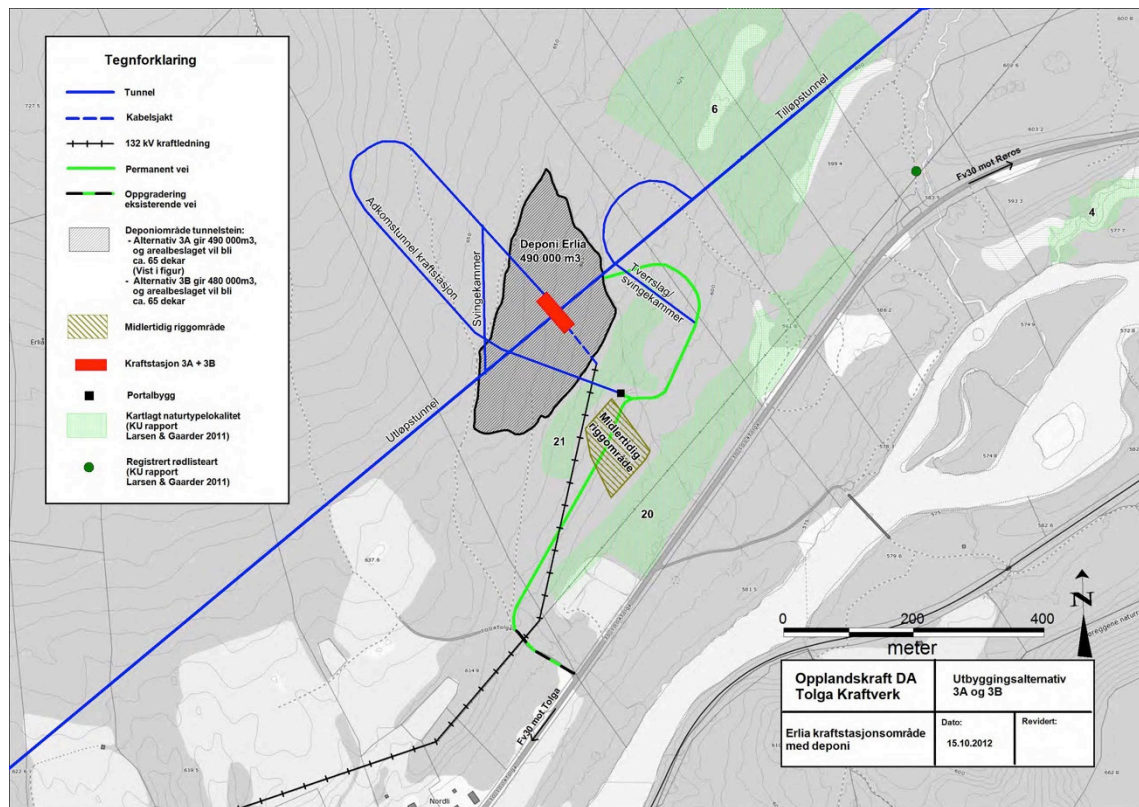 Tegnforklaring
Tunnel
Kabelsjakt
132 kV kraftledning
Permanent vei
Oppgradering
eksisterende vei
Deponiområde tunnelstein:
- Alternativ 3A gir 490 000m3,
og arealbeslaget vil bli
ca. 65 dekar
(Vist i figur)
- Alternativ 3B gir 480 000m3,
og arealbeslaget vil bli
ca. 65 dekar
Midlertidig riggområde
Kraftstasjon 3A + 3B
Portalbygg
Kartlagt naturtypelokalitet
(KU rapport
Larsen & Gaarder 2011)
Registrert rødlisteart
(KU rapport
Larsen & Gaarder 2011)
Tilløpstunnel
6
Fv30 mot Røros
4
Adkomstunnel kraftstasjon
Deponi Erlia
490 000 m3
Svingekammer
Tverrslag/
svingekammer
Utløpstunnel
Midlertidig
riggområde
21
20
637.6
614.8
Fv30 mot Tolga
Nordli
N
0 200 400
meter
Opplandskraft DA
Tolga Kraftverk
Utbyggingsalternativ
3A og 3B
Erlia kraftstasjonsområde
med deponi
Dato:
15.10.2012
Revidert: